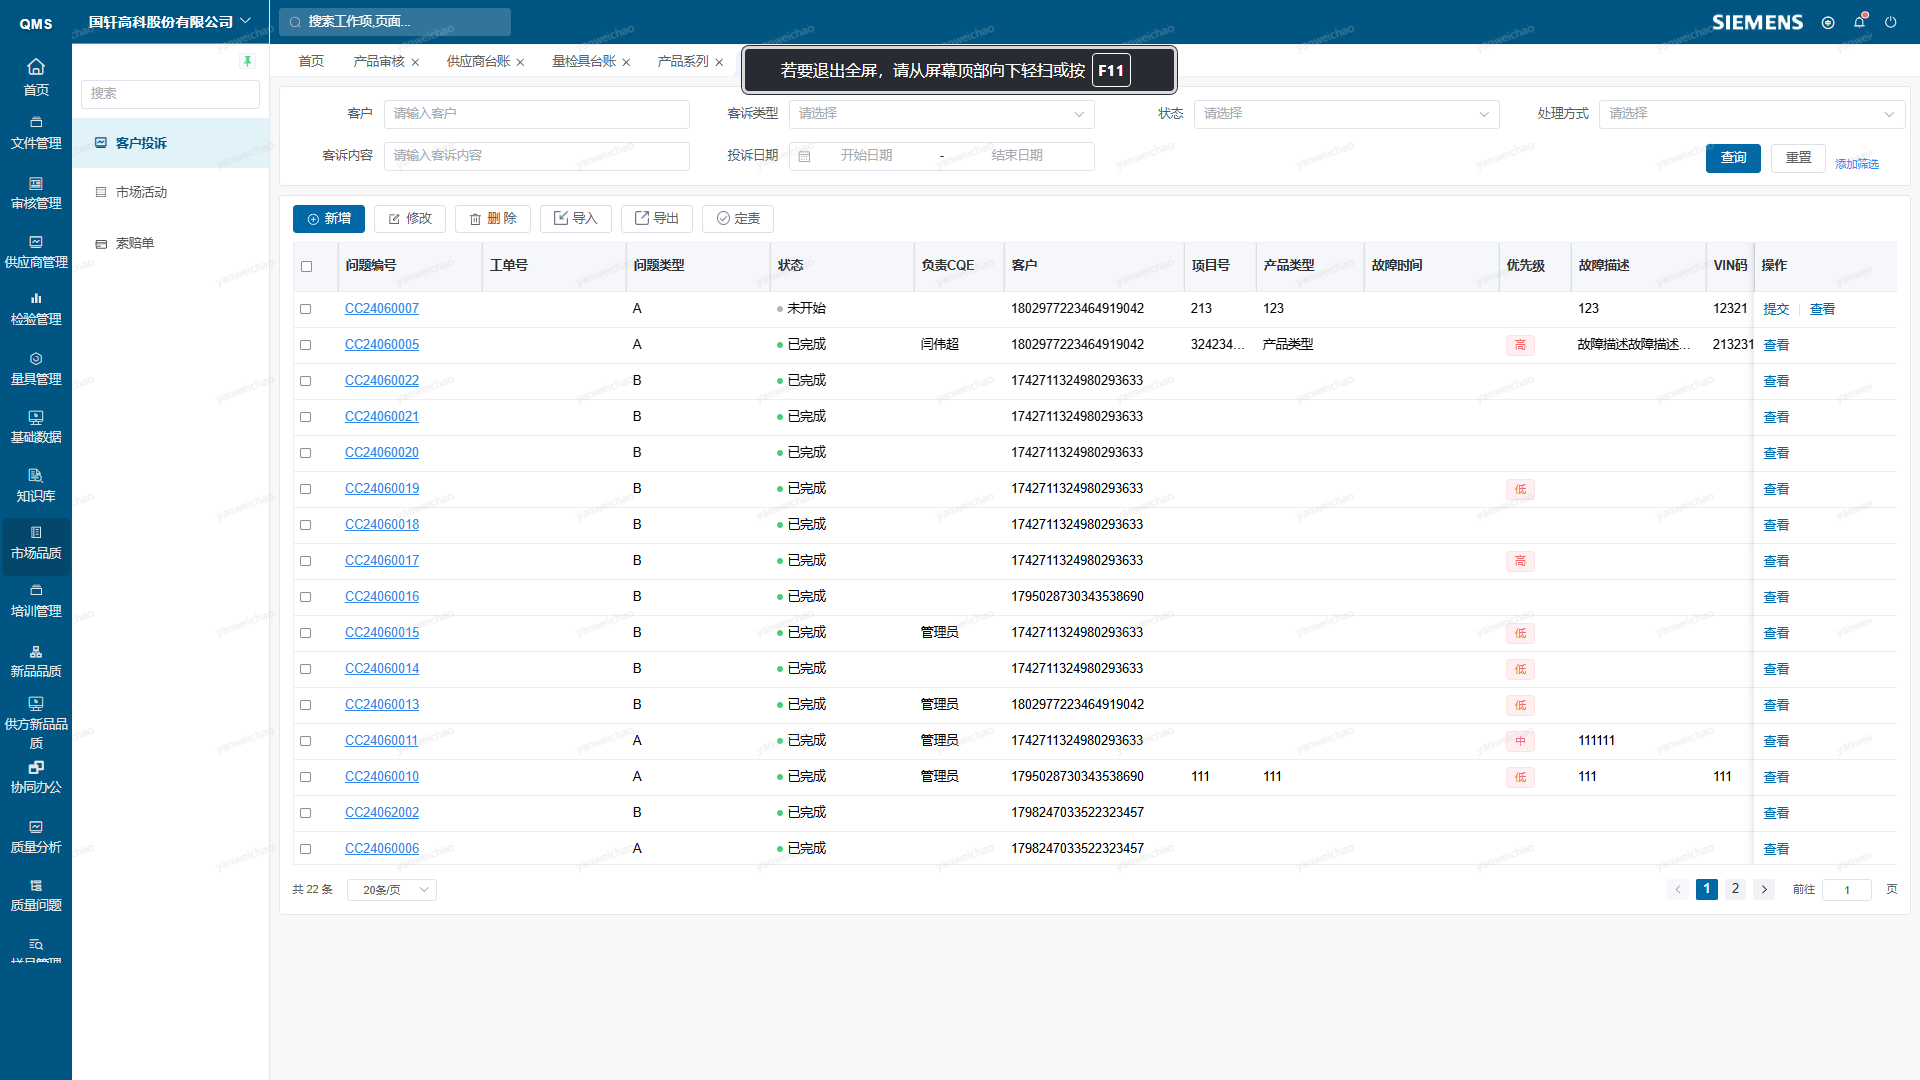 QMS
国轩高科股份有限公司
搜索工作项,页面...
SIEMENS
首页
产品审核
供应商台账
量检具台账
产品系列
若要退出全屏，请从屏幕顶部向下轻扫或按 F11
首页
文件管理
审核管理
供应商管理
检验管理
量具管理
基础数据
知识库
市场品质
培训管理
新品品质
供方新品品质
协同办公
质量分析
质量问题
搜索
客户投诉
市场活动
索赔单
客户 请输入客户 客诉类型 请选择 状态 请选择 处理方式 请选择
客诉内容 请输入客诉内容 投诉日期 开始日期 - 结束日期 查询 重置 添加筛选
新增 修改 删 除 导入 导出 定责
问题编号 工单号 问题类型 状态 负责CQE 客户 项目号 产品类型 故障时间 优先级 故障描述 VIN码 操作
CC24060007 A 未开始 1802977223464919042 213 123 123 12321 提交 查看
CC24060005 A 已完成 闫伟超 1802977223464919042 324234... 产品类型 高 故障描述故障描述... 213231 查看
CC24060022 B 已完成 1742711324980293633 查看
CC24060021 B 已完成 1742711324980293633 查看
CC24060020 B 已完成 1742711324980293633 查看
CC24060019 B 已完成 1742711324980293633 低 查看
CC24060018 B 已完成 1742711324980293633 查看
CC24060017 B 已完成 1742711324980293633 高 查看
CC24060016 B 已完成 1795028730343538690 查看
CC24060015 B 已完成 管理员 1742711324980293633 低 查看
CC24060014 B 已完成 1742711324980293633 低 查看
CC24060013 B 已完成 管理员 1802977223464919042 低 查看
CC24060011 A 已完成 管理员 1742711324980293633 中 111111 查看
CC24060010 A 已完成 管理员 1795028730343538690 111 111 低 111 111 查看
CC24062002 B 已完成 1798247033522323457 查看
CC24060006 A 已完成 1798247033522323457 查看
共 22 条 20条/页 1 2 前往 1 页
yanweichao